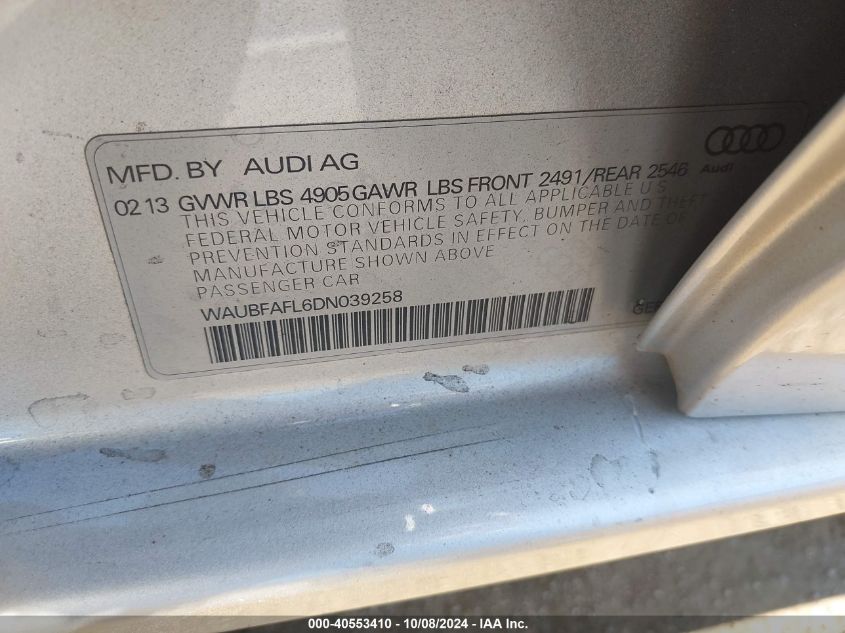 MFD. BY AUDI AG
Audi
02 13 GVWR LBS 4905 GAWR LBS FRONT 2491/REAR 2546
THIS VEHICLE CONFORMS TO ALL APPLICABLE U S
FEDERAL MOTOR VEHICLE SAFETY, BUMPER AND THEFT
PREVENTION STANDARDS IN EFFECT ON THE DATE OF
MANUFACTURE SHOWN ABOVE
PASSENGER CAR
WAUBFAFL6DN039258
000-40553410 - 10/08/2024 - IAA Inc.